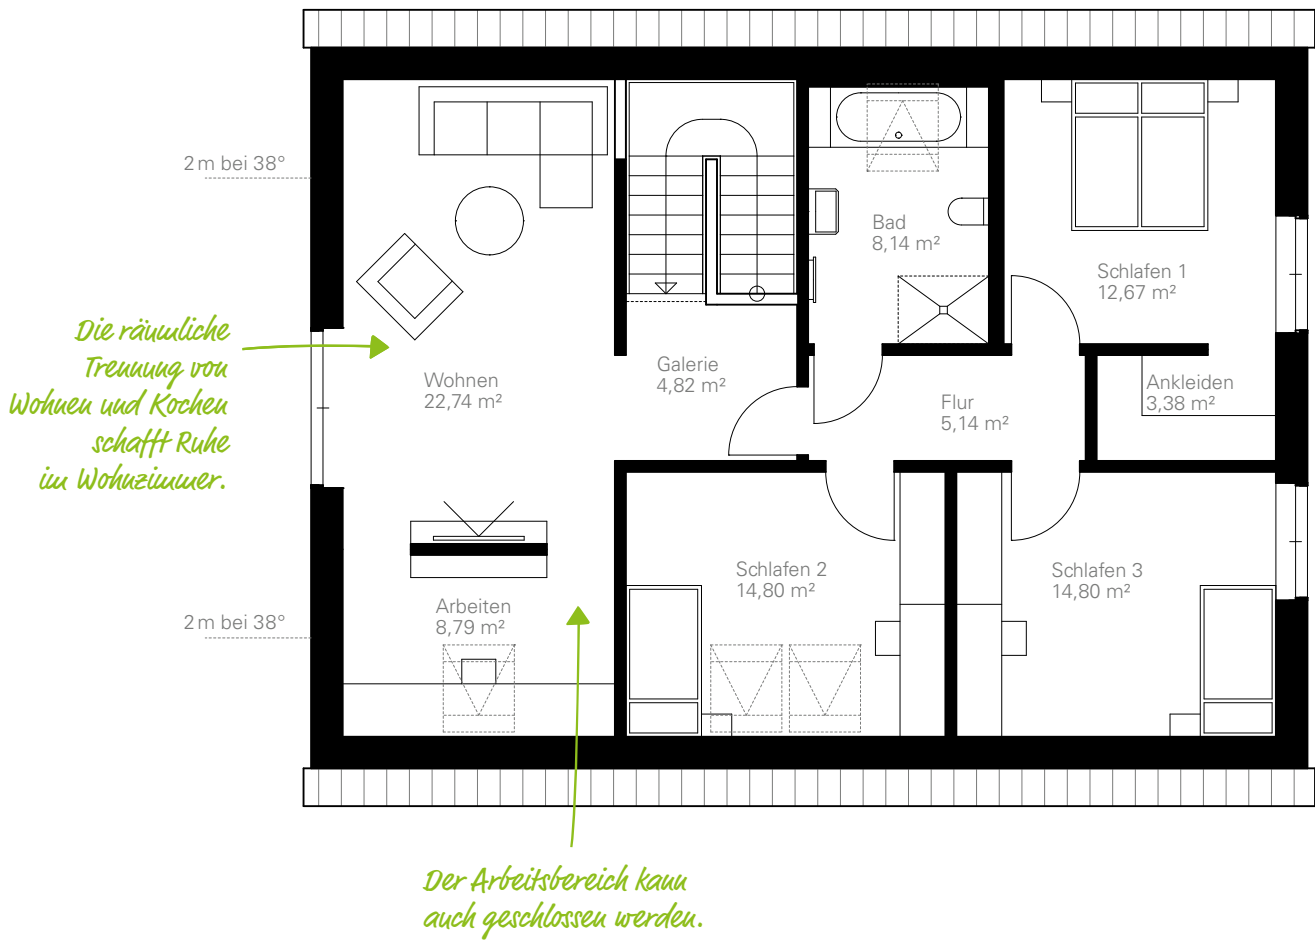 2 m bei 38°
Bad
8,14 m²
Schlafen 1
12,67 m²
Die räumliche
Trennung von
Wohnen und Kochen
schafft Ruhe
im Wohnzimmer.
Wohnen
22,74 m²
Galerie
4,82 m²
Flur
5,14 m²
Ankleiden
3,38 m²
Schlafen 2
14,80 m²
Schlafen 3
14,80 m²
2 m bei 38°
Arbeiten
8,79 m²
Der Arbeitsbereich kann
auch geschlossen werden.